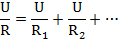 U/R = U/R₁ + U/R₂ + ⋯